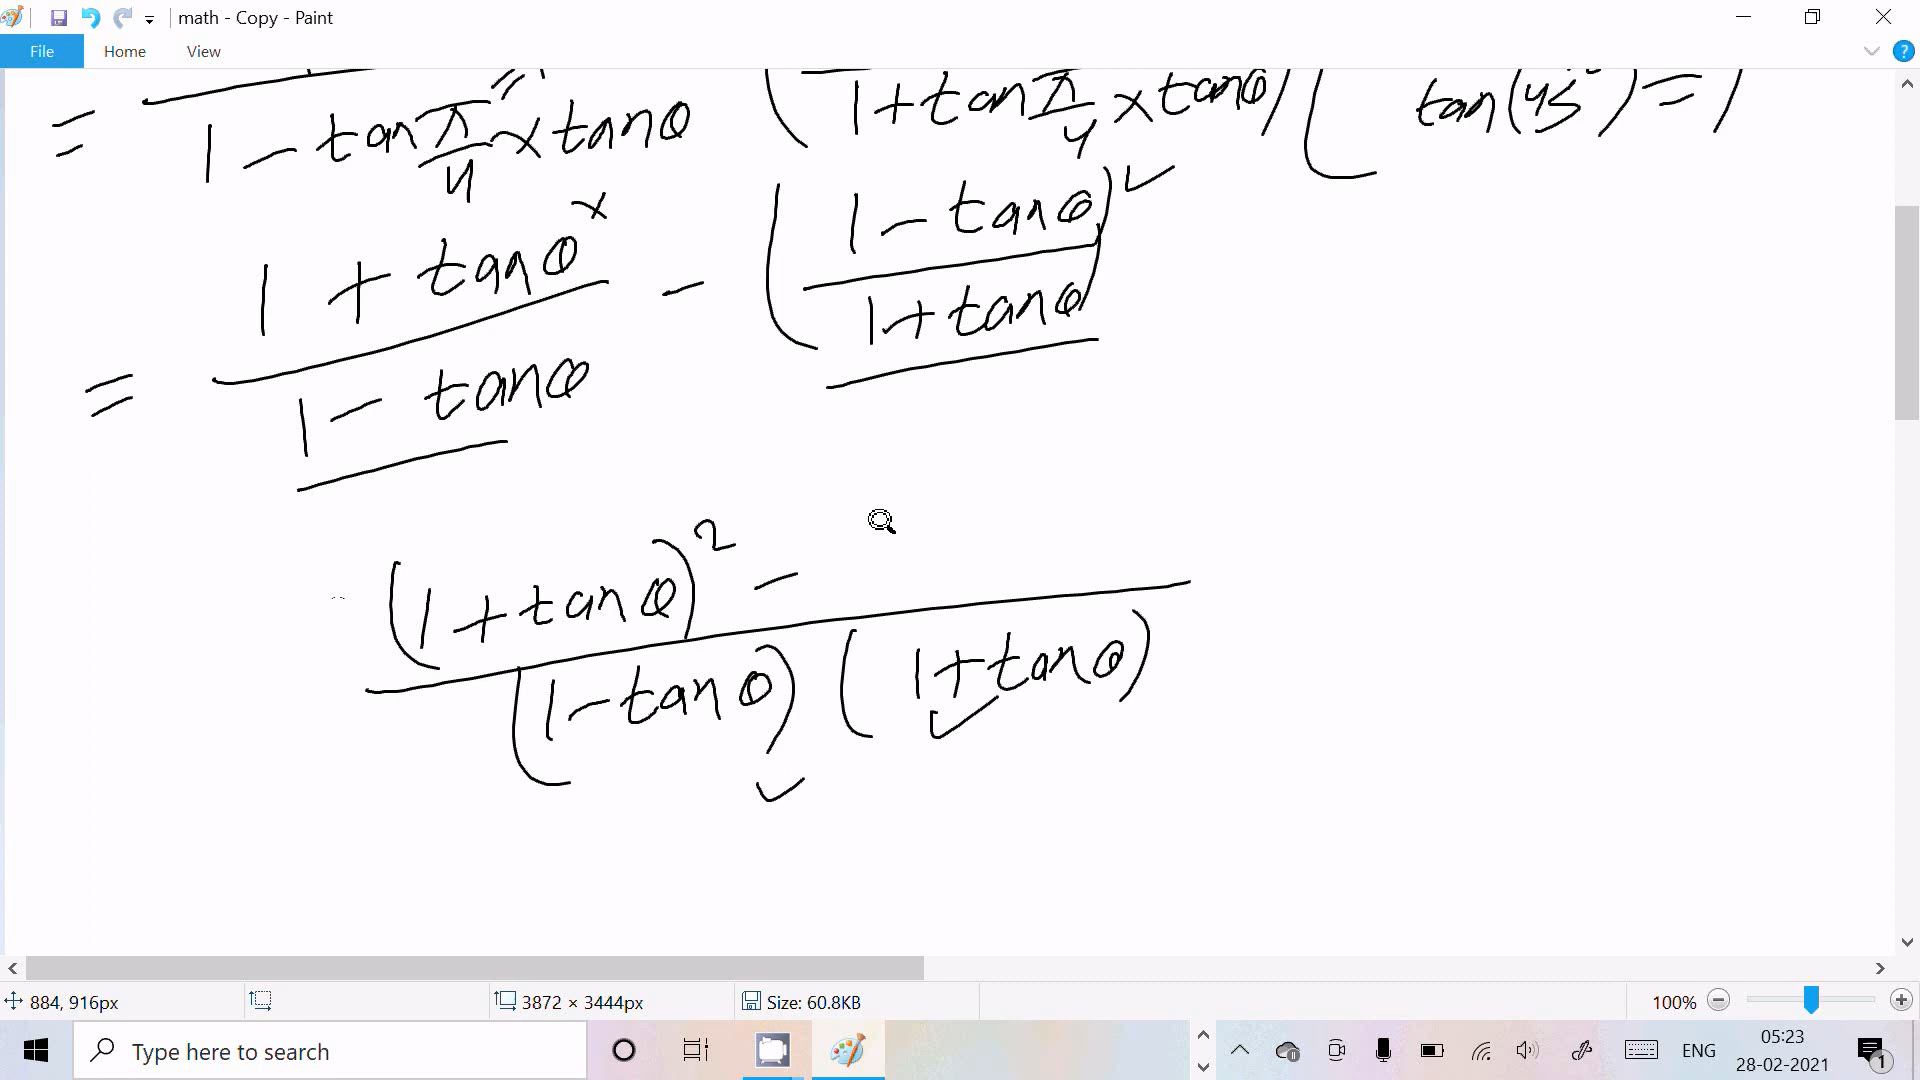 math - Copy - Paint
File Home View
= 1 - tan π/4 × tanθ ( 1 + tan π/4 × tanθ ) tan(45°) = 1
= (1 + tanθ)/(1 - tanθ) - ((1 - tanθ)/(1 + tanθ))
(1 + tanθ)² -
(1 - tanθ) (1 + tanθ)
884, 916px 3872 × 3444px Size: 60.8KB 100%
Type here to search ENG 05:23
28-02-2021 1